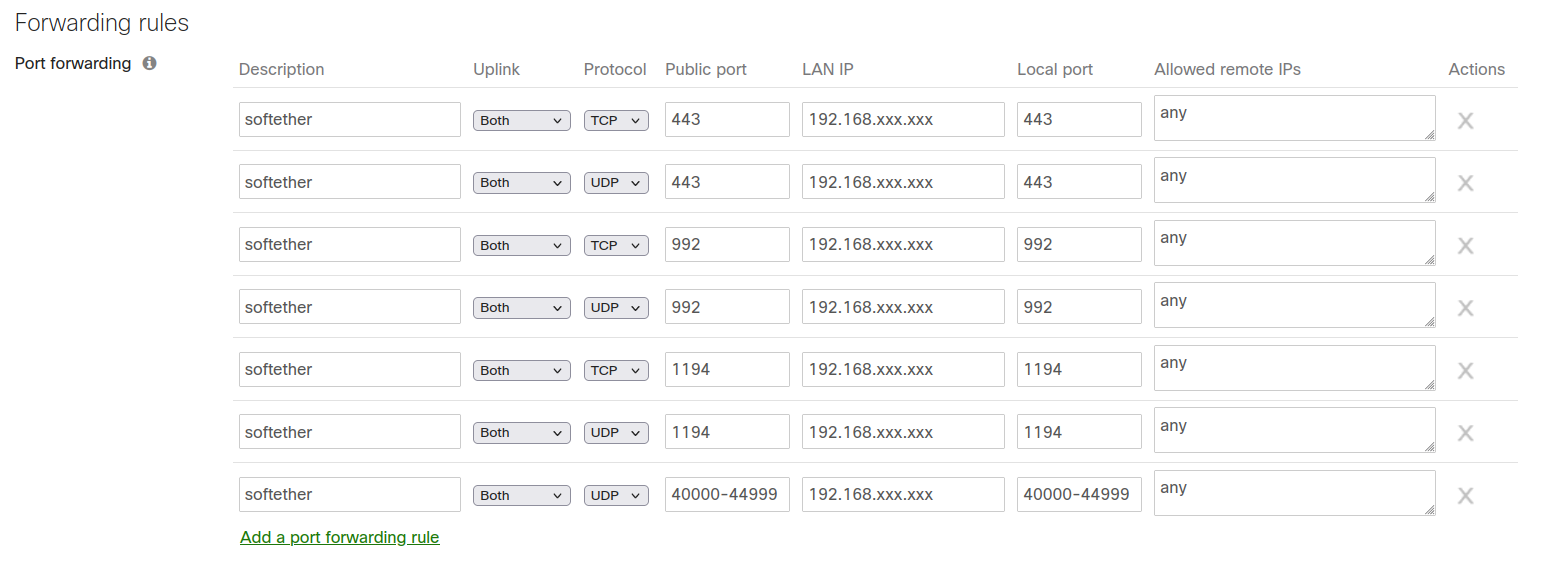 Forwarding rules
Port forwarding
Description Uplink Protocol Public port LAN IP Local port Allowed remote IPs Actions
softether Both TCP 443 192.168.xxx.xxx 443 any X
softether Both UDP 443 192.168.xxx.xxx 443 any X
softether Both TCP 992 192.168.xxx.xxx 992 any X
softether Both UDP 992 192.168.xxx.xxx 992 any X
softether Both TCP 1194 192.168.xxx.xxx 1194 any X
softether Both UDP 1194 192.168.xxx.xxx 1194 any X
softether Both UDP 40000-44999 192.168.xxx.xxx 40000-44999 any X
Add a port forwarding rule